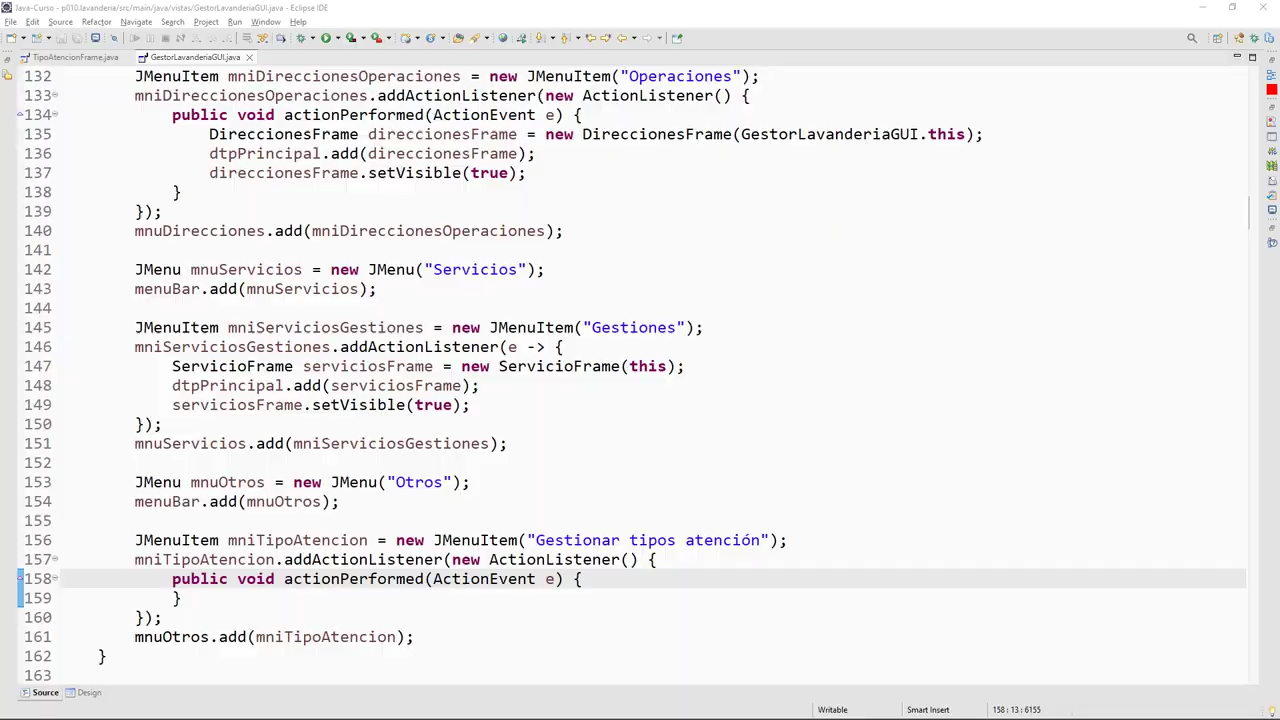 Java-Curso - p010.lavanderia/src/main/java/vistas/GestorLavanderiaGUI.java - Eclipse IDE
File Edit Source Refactor Navigate Search Project Run Window Help
TipoAtencionFrame.java GestorLavanderiaGUI.java
132 JMenuItem mniDireccionesOperaciones = new JMenuItem("Operaciones");
133 mniDireccionesOperaciones.addActionListener(new ActionListener() {
134 public void actionPerformed(ActionEvent e) {
135 DireccionesFrame direccionesFrame = new DireccionesFrame(GestorLavanderiaGUI.this);
136 dtpPrincipal.add(direccionesFrame);
137 direccionesFrame.setVisible(true);
138 }
139 });
140 mnuDirecciones.add(mniDireccionesOperaciones);
141
142 JMenu mnuServicios = new JMenu("Servicios");
143 menuBar.add(mnuServicios);
144
145 JMenuItem mniServiciosGestiones = new JMenuItem("Gestiones");
146 mniServiciosGestiones.addActionListener(e -> {
147 ServicioFrame serviciosFrame = new ServicioFrame(this);
148 dtpPrincipal.add(serviciosFrame);
149 serviciosFrame.setVisible(true);
150 });
151 mnuServicios.add(mniServiciosGestiones);
152
153 JMenu mnuOtros = new JMenu("Otros");
154 menuBar.add(mnuOtros);
155
156 JMenuItem mniTipoAtencion = new JMenuItem("Gestionar tipos atención");
157 mniTipoAtencion.addActionListener(new ActionListener() {
158 public void actionPerformed(ActionEvent e) {
159 }
160 });
161 mnuOtros.add(mniTipoAtencion);
162 }
163
Source Design
Writable Smart Insert 158 : 13 : 6155